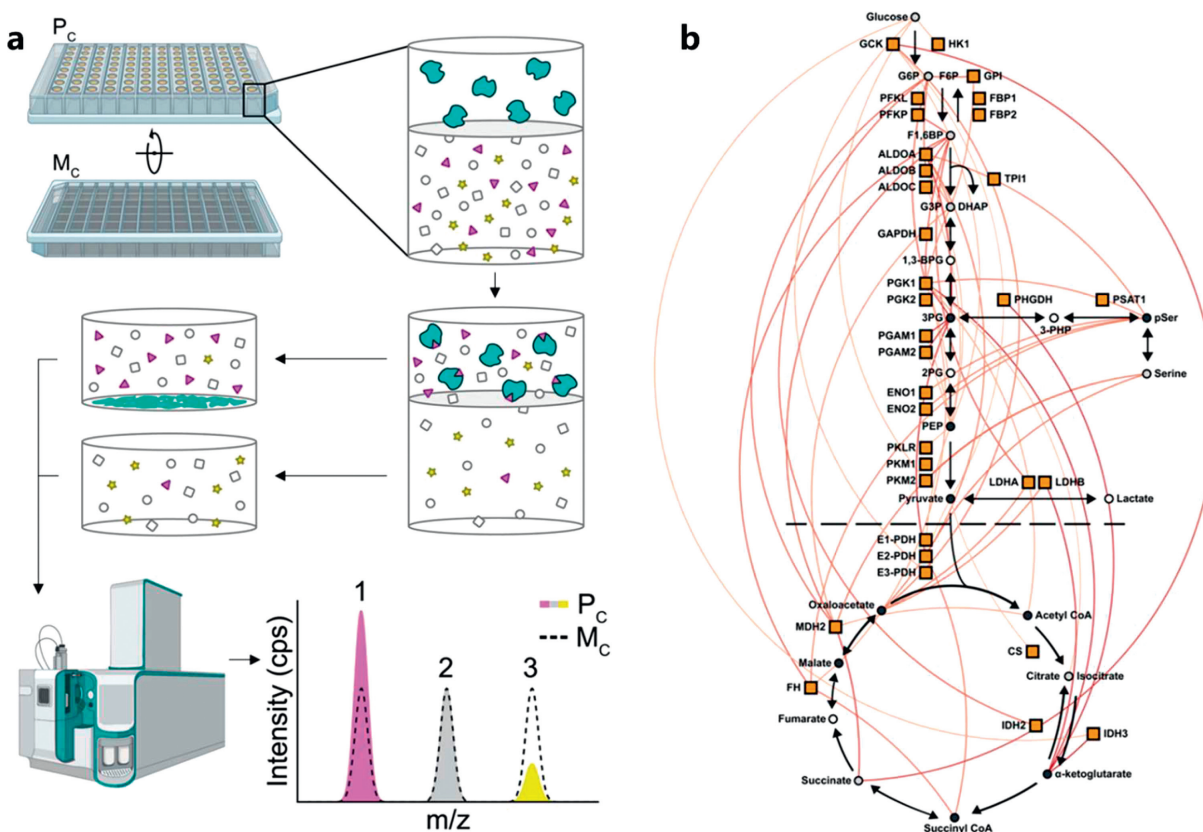 a
P_C
M_C
1
2
3
P_C
M_C
Intensity (cps)
m/z
b
Glucose
GCK
HK1
G6P
F6P
GPI
PFKL
FBP1
PFKP
FBP2
F1,6BP
ALDOA
ALDOB
TPI1
ALDOC
G3P
DHAP
GAPDH
1,3-BPG
PGK1
PGK2
PHGDH
PSAT1
3PG
3-PHP
pSer
PGAM1
PGAM2
2PG
Serine
ENO1
ENO2
PEP
PKLR
PKM1
PKM2
LDHA
LDHB
Pyruvate
Lactate
E1-PDH
E2-PDH
E3-PDH
Oxaloacetate
Acetyl CoA
MDH2
CS
Malate
Citrate
Isocitrate
FH
Fumarate
IDH2
IDH3
Succinate
α-ketoglutarate
Succinyl CoA